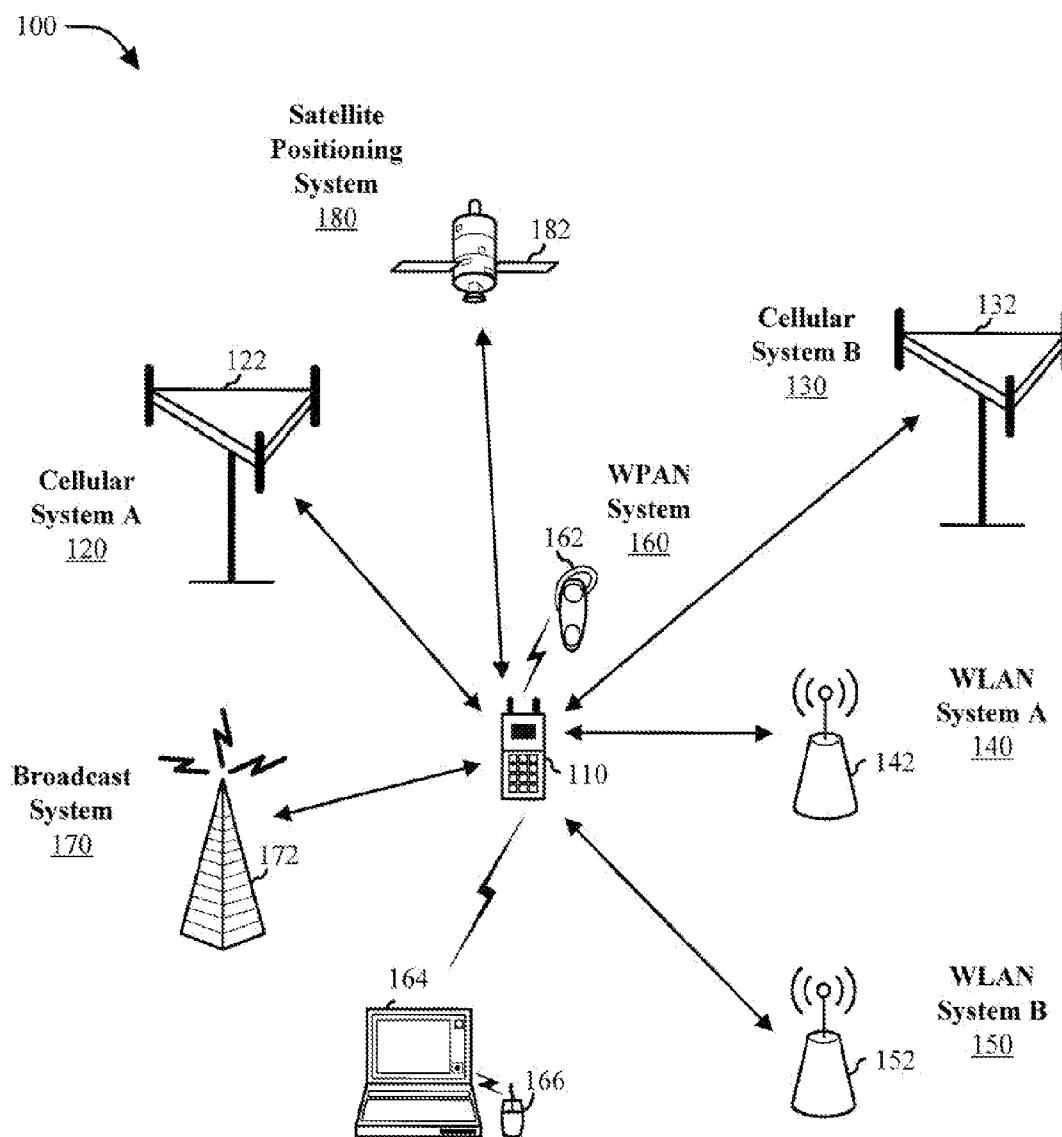 100
Satellite
Positioning
System
180
182
Cellular
System B
130
132
122
Cellular
System A
120
WPAN
System
160
162
WLAN
System A
140
142
110
Broadcast
System
170
172
164
166
WLAN
System B
150
152